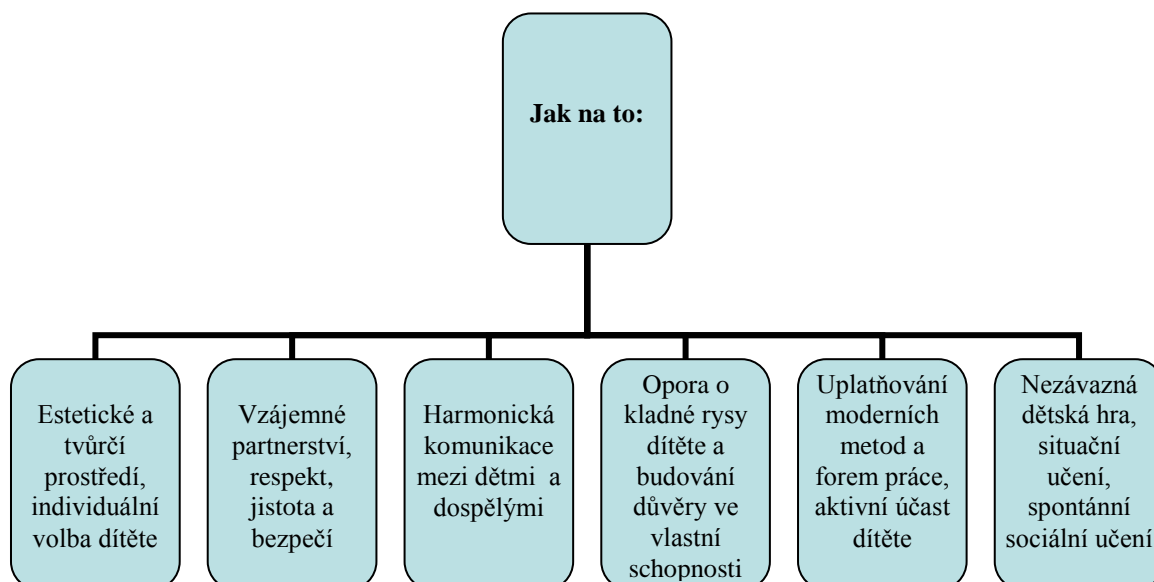 Jak na to:
Estetické a
tvůrčí
prostředí,
individuální
volba dítěte
Vzájemné
partnerství,
respekt,
jistota a
bezpečí
Harmonická
komunikace
mezi dětmi a
dospělými
Opora o
kladné rysy
dítěte a
budování
důvěry ve
vlastní
schopnosti
Uplatňování
moderních
metod a
forem práce,
aktivní účast
dítěte
Nezávazná
dětská hra,
situační
učení,
spontánní
sociální učení